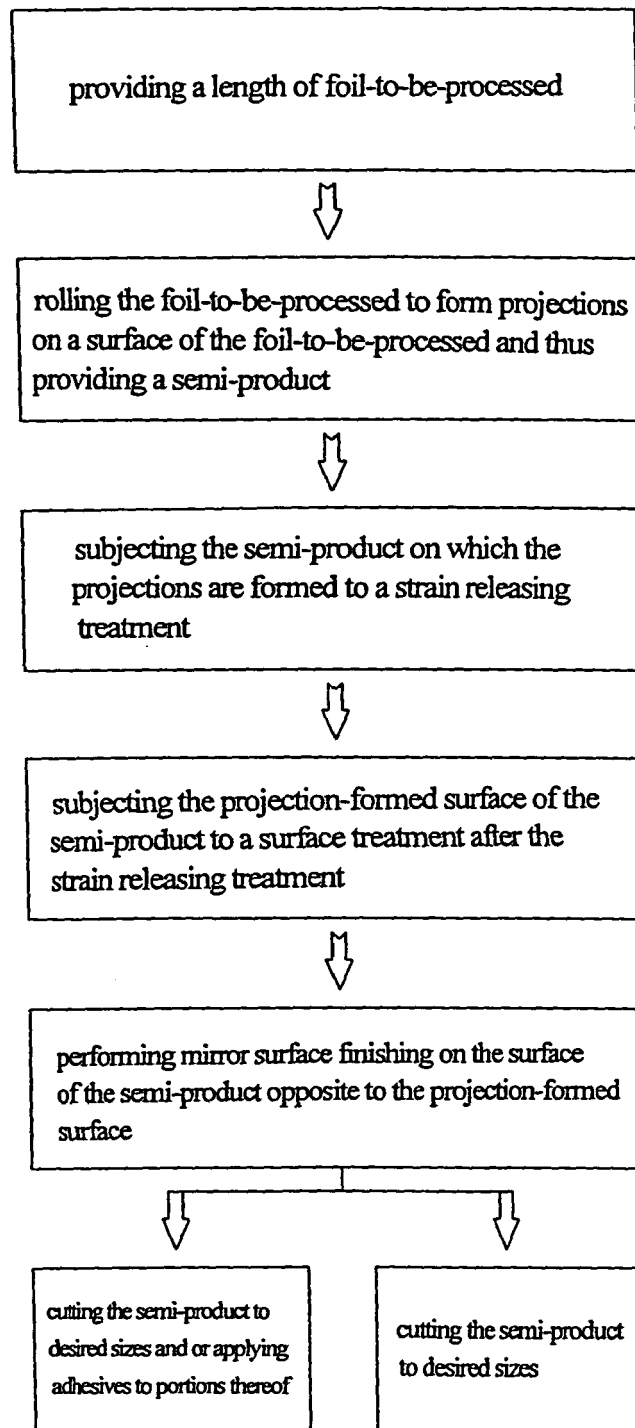 providing a length of foil-to-be-processed
rolling the foil-to-be-processed to form projections
on a surface of the foil-to-be-processed and thus
providing a semi-product
subjecting the semi-product on which the
projections are formed to a strain releasing
treatment
subjecting the projection-formed surface of the
semi-product to a surface treatment after the
strain releasing treatment
performing mirror surface finishing on the surface
of the semi-product opposite to the projection-formed
surface
cutting the semi-product to
desired sizes and or applying
adhesives to portions thereof
cutting the semi-product
to desired sizes